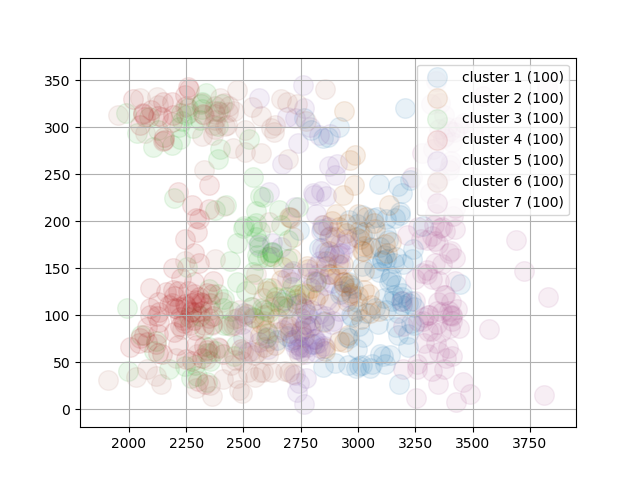 350
300
250
200
150
100
50
0
2000 2250 2500 2750 3000 3250 3500 3750
cluster 1 (100)
cluster 2 (100)
cluster 3 (100)
cluster 4 (100)
cluster 5 (100)
cluster 6 (100)
cluster 7 (100)